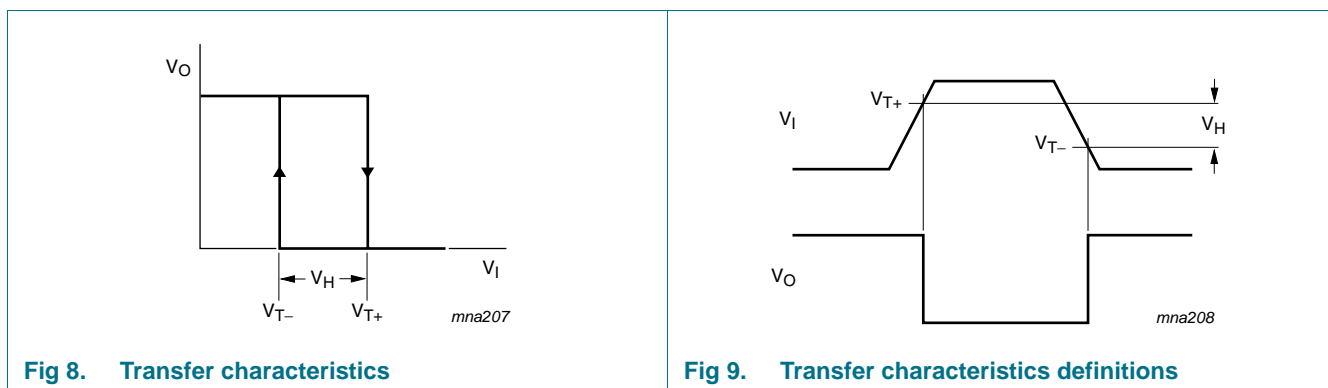 VO
VH
VI
VT−
VT+
mna207
Fig 8. Transfer characteristics
VT+
VI
VH
VT−
VO
mna208
Fig 9. Transfer characteristics definitions